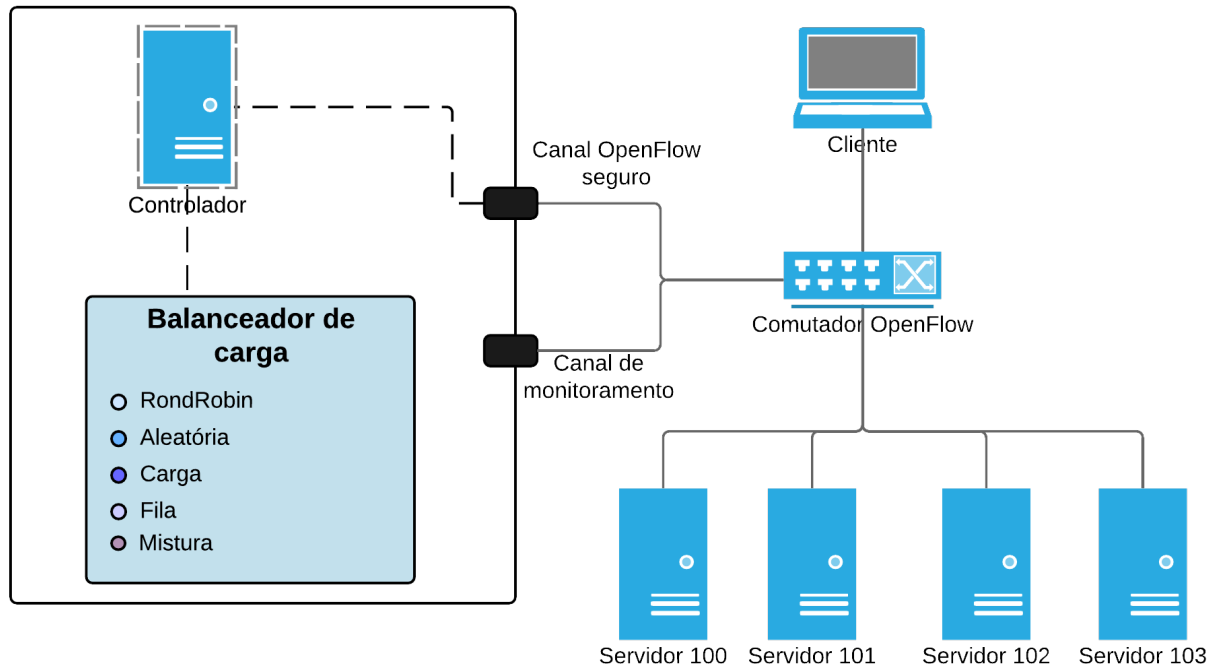 Controlador
Balanceador de
carga
RondRobin
Aleatória
Carga
Fila
Mistura
Canal OpenFlow
seguro
Canal de
monitoramento
Cliente
Comutador OpenFlow
Servidor 100
Servidor 101
Servidor 102
Servidor 103